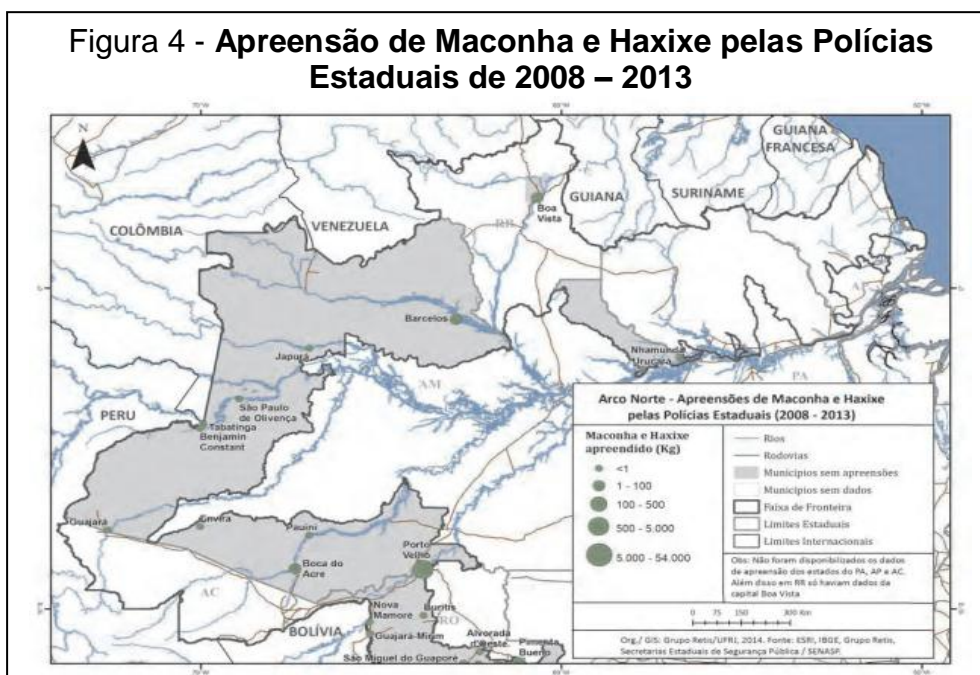 Figura 4 - Apreensão de Maconha e Haxixe pelas Polícias
Estaduais de 2008 – 2013
70°W
60°W
N
GUIANA
FRANCESA
SURINAME
GUIANA
VENEZUELA
COLÔMBIA
Boa
Vista
RR
Barcelos
Japurá
AM
Nhamundá
Urucará
PA
São Paulo
de Olivença
PERU
Tabatinga
Benjamin
Constant
Guajará
Envira
Pauini
Porto
Velho
Boca do
Acre
AC
Nova
Mamoré
Buritis
RO
BOLÍVIA
Guajará-Mirim
Alvorada
d'Oeste
Pimenta
Bueno
São Miguel do Guaporé
Arco Norte - Apreensões de Maconha e Haxixe
pelas Polícias Estaduais (2008 - 2013)
Maconha e Haxixe
apreendido (Kg)
<1
1 - 100
100 - 500
500 - 5.000
5.000 - 54.000
Rios
Rodovias
Municípios sem apreensões
Municípios sem dados
Faixa de Fronteira
Limites Estaduais
Limites Internacionais
Obs: Não foram disponibilizados os dados
de apreensão dos estados do PA, AP e AC.
Além disso em RR só haviam dados da
capital Boa Vista
0 75 150 300 Km
Org./ GIS: Grupo Retis/UFRJ, 2014. Fonte: ESRI, IBGE, Grupo Retis,
Secretarias Estaduais de Segurança Pública / SENASP.
70°W